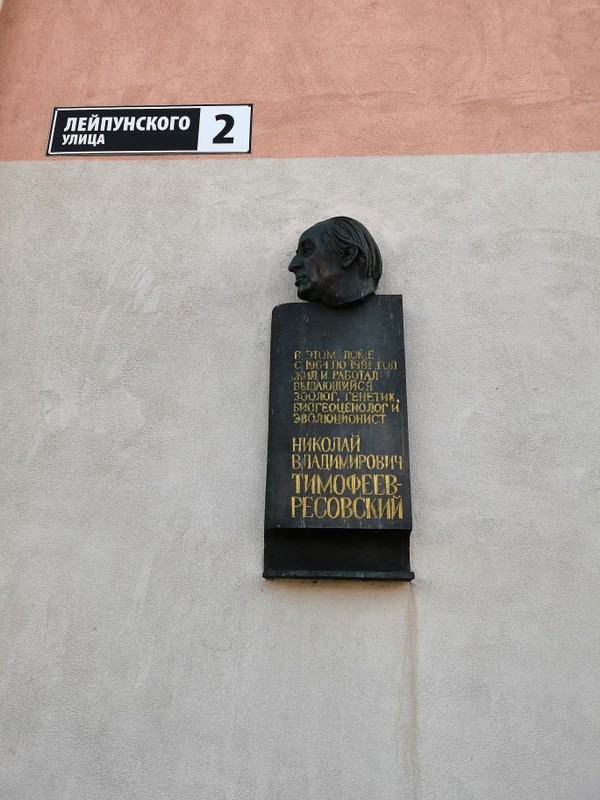 ЛЕЙПУНСКОГО
УЛИЦА
2
В ЭТОМ ДОМЕ
С 1964 ПО 1981 ГОД
ЖИЛ И РАБОТАЛ
ВЫДАЮЩИЙСЯ
ЗООЛОГ, ГЕНЕТИК,
БИОГЕОЦЕНОЛОГ И
ЭВОЛЮЦИОНИСТ
НИКОЛАЙ
ВЛАДИМИРОВИЧ
ТИМОФЕЕВ-
РЕСОВСКИЙ